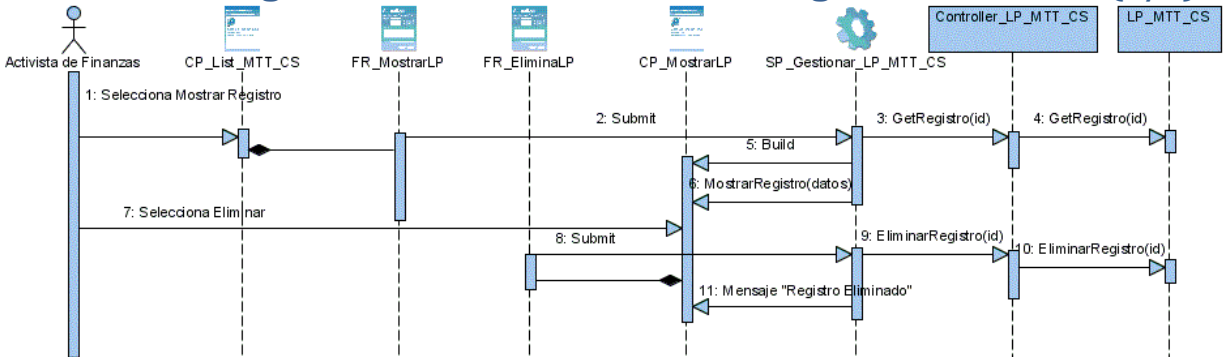 Activista de Finanzas
CP_List_MTT_CS
FR_MostrarLP
FR_EliminaLP
CP_MostrarLP
SP_Gestionar_LP_MTT_CS
Controller_LP_MTT_CS
LP_MTT_CS
1: Selecciona Mostrar Registro
2: Submit
3: GetRegistro(id)
4: GetRegistro(id)
5: Build
6: MostrarRegistro(datos)
7: Selecciona Eliminar
8: Submit
9: EliminarRegistro(id)
10: EliminarRegistro(id)
11: Mensaje "Registro Eliminado"